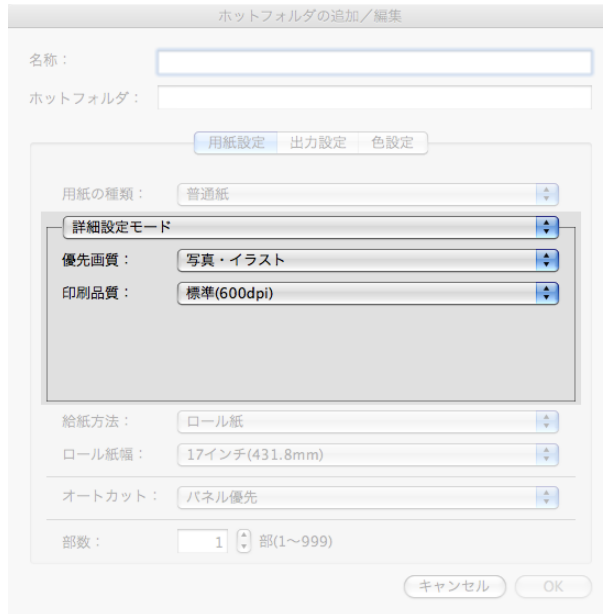 ホットフォルダの追加／編集
名称：
ホットフォルダ：
用紙設定 出力設定 色設定
用紙の種類： 普通紙
詳細設定モード
優先画質： 写真・イラスト
印刷品質： 標準(600dpi)
給紙方法： ロール紙
ロール紙幅： 17インチ(431.8mm)
オートカット： パネル優先
部数： 1 部(1〜999)
キャンセル OK